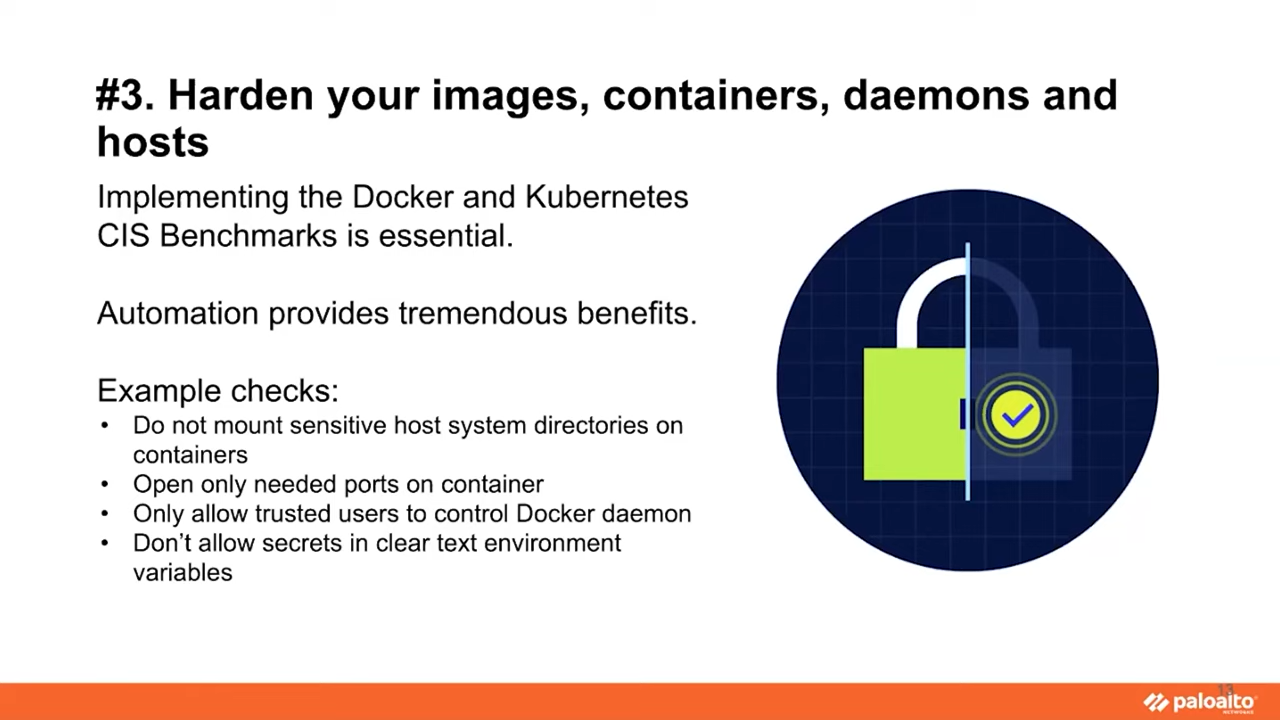 #3. Harden your images, containers, daemons and
hosts
Implementing the Docker and Kubernetes
CIS Benchmarks is essential.
Automation provides tremendous benefits.
Example checks:
• Do not mount sensitive host system directories on
containers
• Open only needed ports on container
• Only allow trusted users to control Docker daemon
• Don’t allow secrets in clear text environment
variables
13
paloalto
NETWORKS